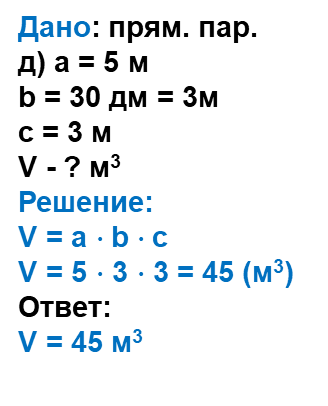 Дано: прям. пар.
д) a = 5 м
b = 30 дм = 3м
c = 3 м
V - ? м³
Решение:
V = a · b · c
V = 5 · 3 · 3 = 45 (м³)
Ответ:
V = 45 м³